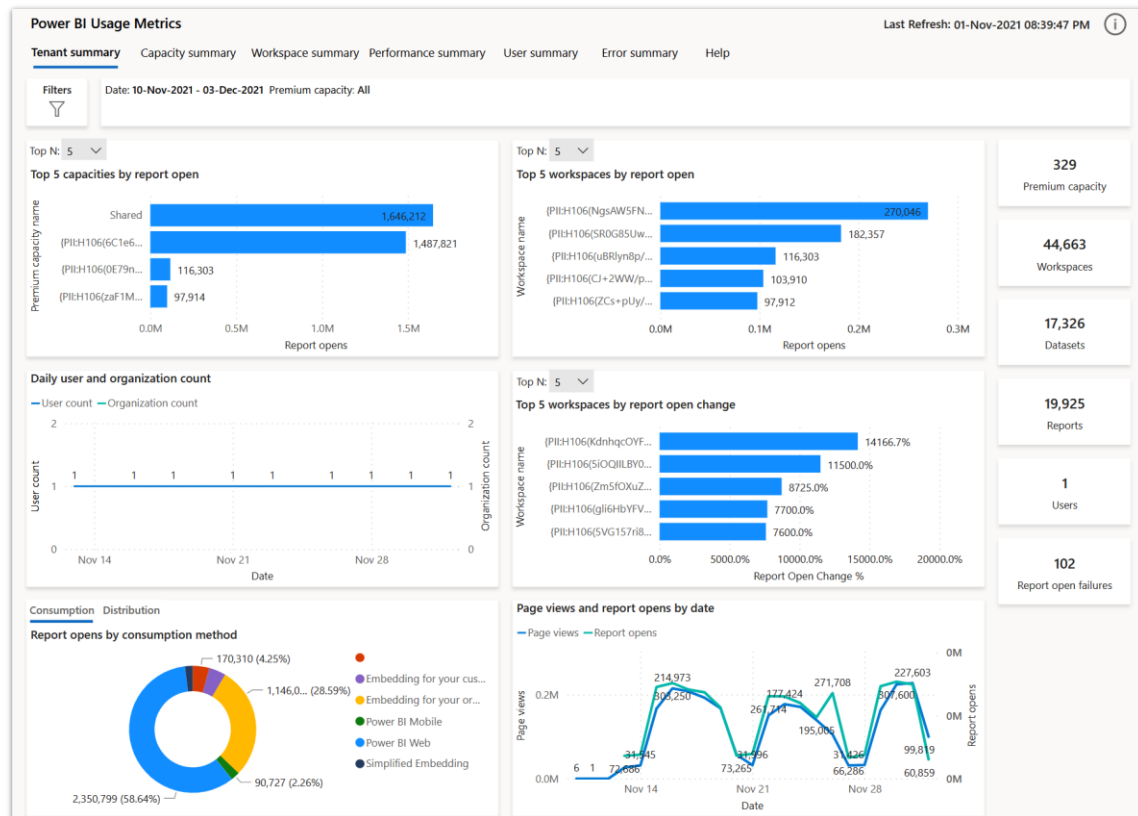 Power BI Usage Metrics
Last Refresh: 01-Nov-2021 08:39:47 PM
Tenant summary Capacity summary Workspace summary Performance summary User summary Error summary Help
Filters
Date: 10-Nov-2021 - 03-Dec-2021 Premium capacity: All
Top N: 5
Top 5 capacities by report open
Premium capacity name
Shared
1,646,212
{PII:H106(6C1e6...
1,487,821
{PII:H106(0E79n...
116,303
{PII:H106(zaF1M...
97,914
0.0M 0.5M 1.0M 1.5M
Report opens
Top N: 5
Top 5 workspaces by report open
Workspace name
{PII:H106(NgsAW5FN...
270,046
{PII:H106(SR0G85Uw...
182,357
{PII:H106(uBRlyn8p/...
116,303
{PII:H106(CJ+2WW/p...
103,910
{PII:H106(ZCs+pUy/...
97,912
0.0M 0.1M 0.2M 0.3M
Report opens
329
Premium capacity
44,663
Workspaces
17,326
Datasets
19,925
Reports
1
Users
102
Report open failures
Daily user and organization count
User count Organization count
User count
2
1
0
1 1 1 1 1 1 1 1 1
2
1
0
Organization count
Nov 14 Nov 21 Nov 28
Date
Top N: 5
Top 5 workspaces by report open change
Workspace name
{PII:H106(KdnhqcOYF...
14166.7%
{PII:H106(5iOQIILBY0...
11500.0%
{PII:H106(Zm5fOXuZ...
8725.0%
{PII:H106(gli6HbYFV...
7700.0%
{PII:H106(5VG157ri8...
7600.0%
0.0% 5000.0% 10000.0% 15000.0% 20000.0%
Report Open Change %
Consumption Distribution
Report opens by consumption method
170,310 (4.25%)
1,146,0... (28.59%)
90,727 (2.26%)
2,350,799 (58.64%)
Embedding for your cus...
Embedding for your or...
Power BI Mobile
Power BI Web
Simplified Embedding
Page views and report opens by date
Page views Report opens
Page views
0.2M
0.0M
6 1
72,686
31,545
214,973
303,250
73,265
31,996
177,424
261,714
195,005
271,708
31,426
66,286
227,603
307,600
99,819
60,859
0M
0M
0M
Report opens
Nov 14 Nov 21 Nov 28
Date